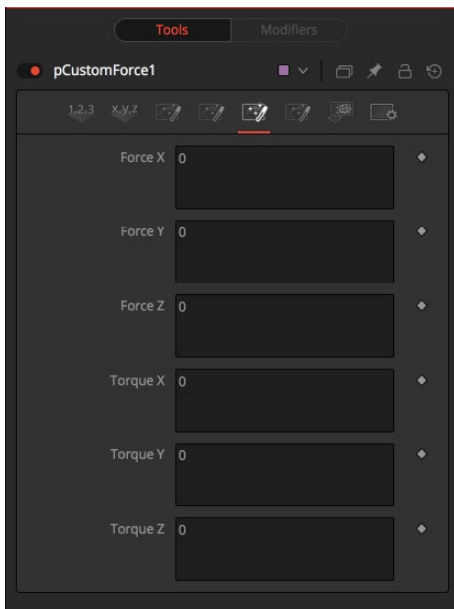 Tools Modifiers
pCustomForce1
1,2,3 x,y,z
Force X 0
Force Y 0
Force Z 0
Torque X 0
Torque Y 0
Torque Z 0